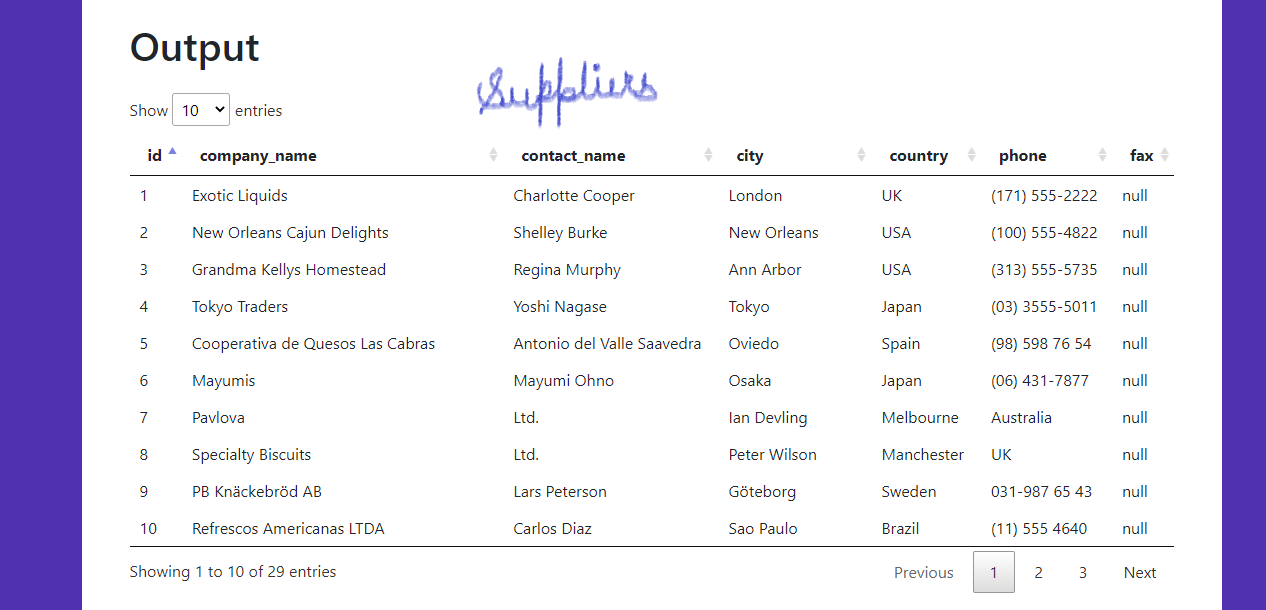 Output
Suppliers
Show 10 entries
id company_name contact_name city country phone fax
1 Exotic Liquids Charlotte Cooper London UK (171) 555-2222 null
2 New Orleans Cajun Delights Shelley Burke New Orleans USA (100) 555-4822 null
3 Grandma Kellys Homestead Regina Murphy Ann Arbor USA (313) 555-5735 null
4 Tokyo Traders Yoshi Nagase Tokyo Japan (03) 3555-5011 null
5 Cooperativa de Quesos Las Cabras Antonio del Valle Saavedra Oviedo Spain (98) 598 76 54 null
6 Mayumis Mayumi Ohno Osaka Japan (06) 431-7877 null
7 Pavlova Ltd. Ian Devling Melbourne Australia null
8 Specialty Biscuits Ltd. Peter Wilson Manchester UK null
9 PB Knäckebröd AB Lars Peterson Göteborg Sweden 031-987 65 43 null
10 Refrescos Americanas LTDA Carlos Diaz Sao Paulo Brazil (11) 555 4640 null
Showing 1 to 10 of 29 entries Previous 1 2 3 Next